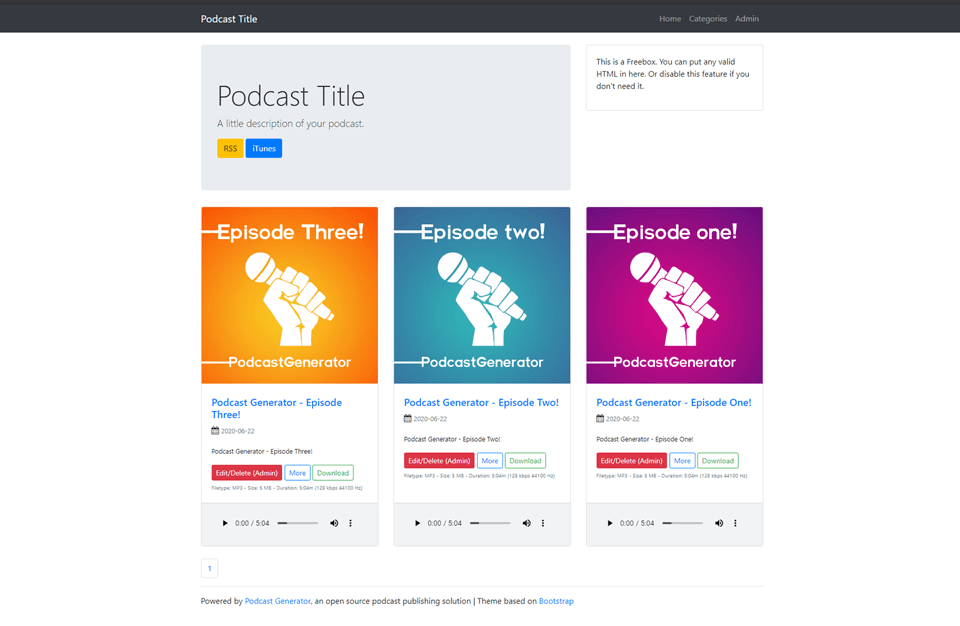 Podcast Title
Home Categories Admin
Podcast Title
A little description of your podcast.
RSS iTunes
This is a Freebox. You can put any valid
HTML in here. Or disable this feature if you
don't need it.
Episode Three!
PodcastGenerator
Podcast Generator - Episode
Three!
2020-06-22
Podcast Generator - Episode Three!
Edit/Delete (Admin) More Download
Filetype: MP3 - Size: 5 MB - Duration: 5:04m (128 kbps 44100 Hz)
0:00 / 5:04
Episode two!
PodcastGenerator
Podcast Generator - Episode Two!
2020-06-22
Podcast Generator - Episode Two!
Edit/Delete (Admin) More Download
Filetype: MP3 - Size: 5 MB - Duration: 5:04m (128 kbps 44100 Hz)
0:00 / 5:04
Episode one!
PodcastGenerator
Podcast Generator - Episode One!
2020-06-22
Podcast Generator - Episode One!
Edit/Delete (Admin) More Download
Filetype: MP3 - Size: 5 MB - Duration: 5:04m (128 kbps 44100 Hz)
0:00 / 5:04
1
Powered by Podcast Generator, an open source podcast publishing solution | Theme based on Bootstrap